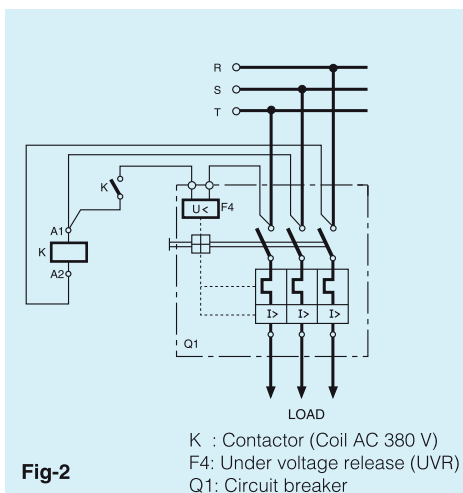 R
S
T
K
U<
F4
A1
K
A2
I>
I>
I>
Q1
LOAD
K : Contactor (Coil AC 380 V)
F4: Under voltage release (UVR)
Q1: Circuit breaker
Fig-2